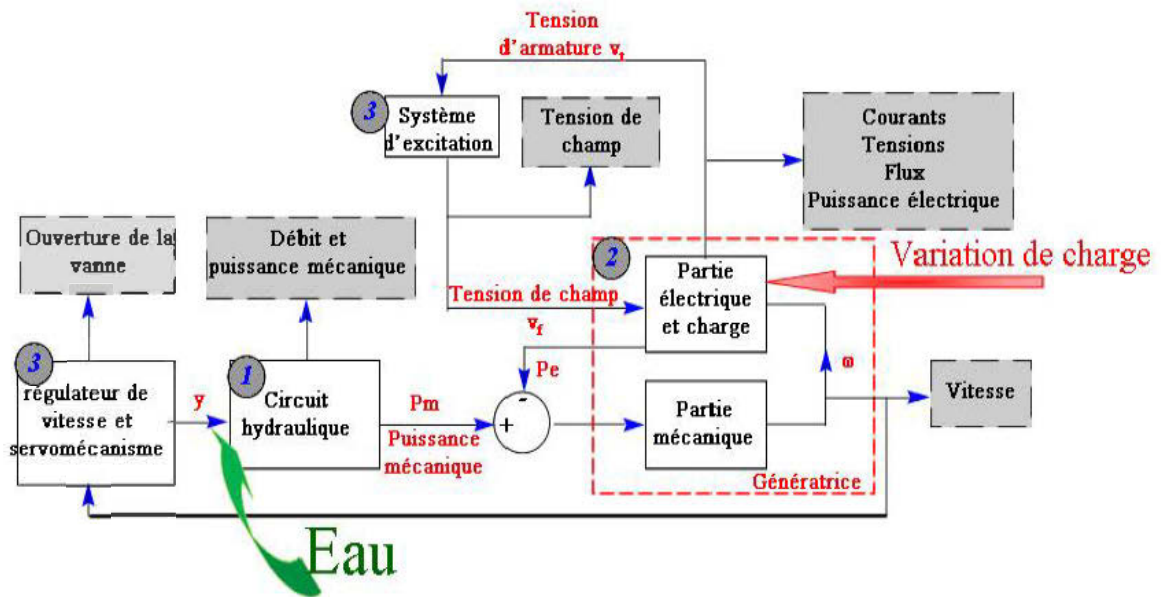 Tension
d'armature v_t
3
Système
d'excitation
Tension de
champ
Courants
Tensions
Flux
Puissance électrique
Ouverture de la
vanne
Débit et
puissance mécanique
2
Partie
électrique
et charge
Variation de charge
Tension de champ
v_f
Pe
3
régulateur de
vitesse et
servomécanisme
y
1
Circuit
hydraulique
Pm
Puissance
mécanique
+
-
Partie
mécanique
ω
Vitesse
Génératrice
Eau